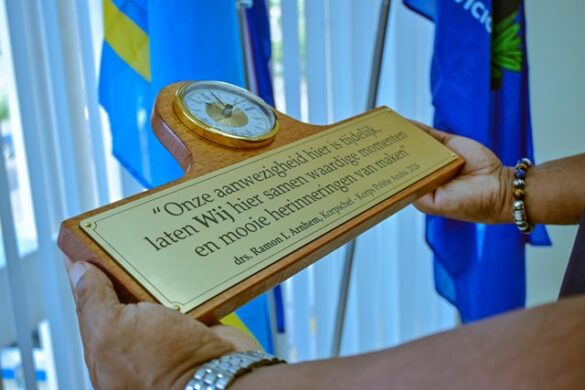 “Onze aanwezigheid hier is tijdelijk,
laten Wij hier samen waardige momenten
en mooie herinneringen van maken”
drs. Ramon I. Arnhem, Korpschef - Korps Politie Aruba, 2024
VICIO